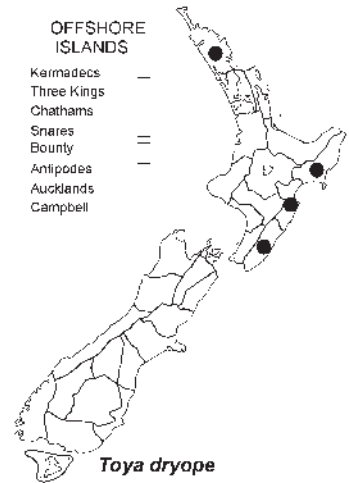 OFFSHORE
ISLANDS
Kermadecs
Three Kings
Chathams
Snares
Bounty
Antipodes
Aucklands
Campbell
Toya dryope